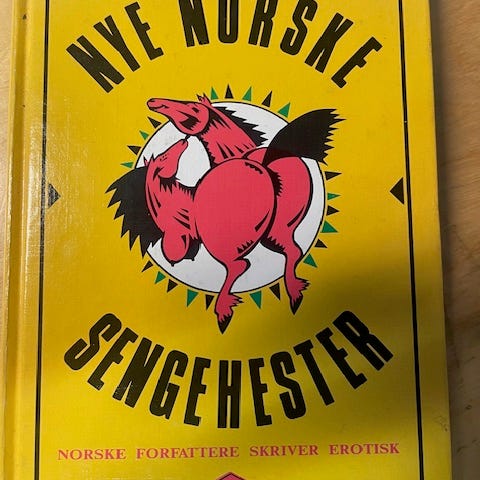 NYE NORSKE
SENGEHESTER
NORSKE FORFATTERE SKRIVER EROTISK